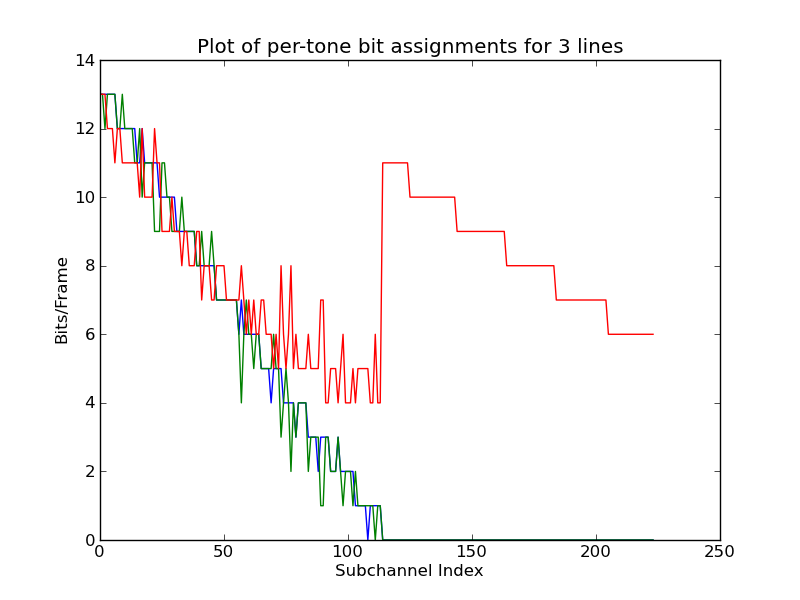 Plot of per-tone bit assignments for 3 lines
14
12
10
8
6
4
2
0
Bits/Frame
0 50 100 150 200 250
Subchannel Index